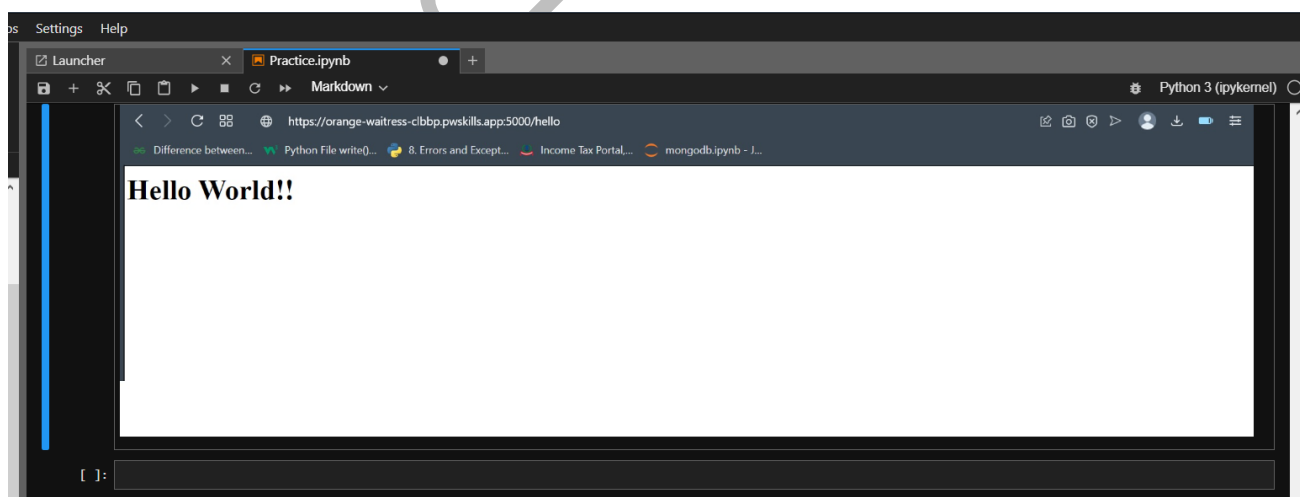 Settings Help
Launcher Practice.ipynb
Markdown Python 3 (ipykernel)
https://orange-waitress-clbbp.pwskills.app:5000/hello
Difference between... Python File write()... 8. Errors and Except... Income Tax Portal,... mongodb.ipynb - J...
Hello World!!
[ ]: